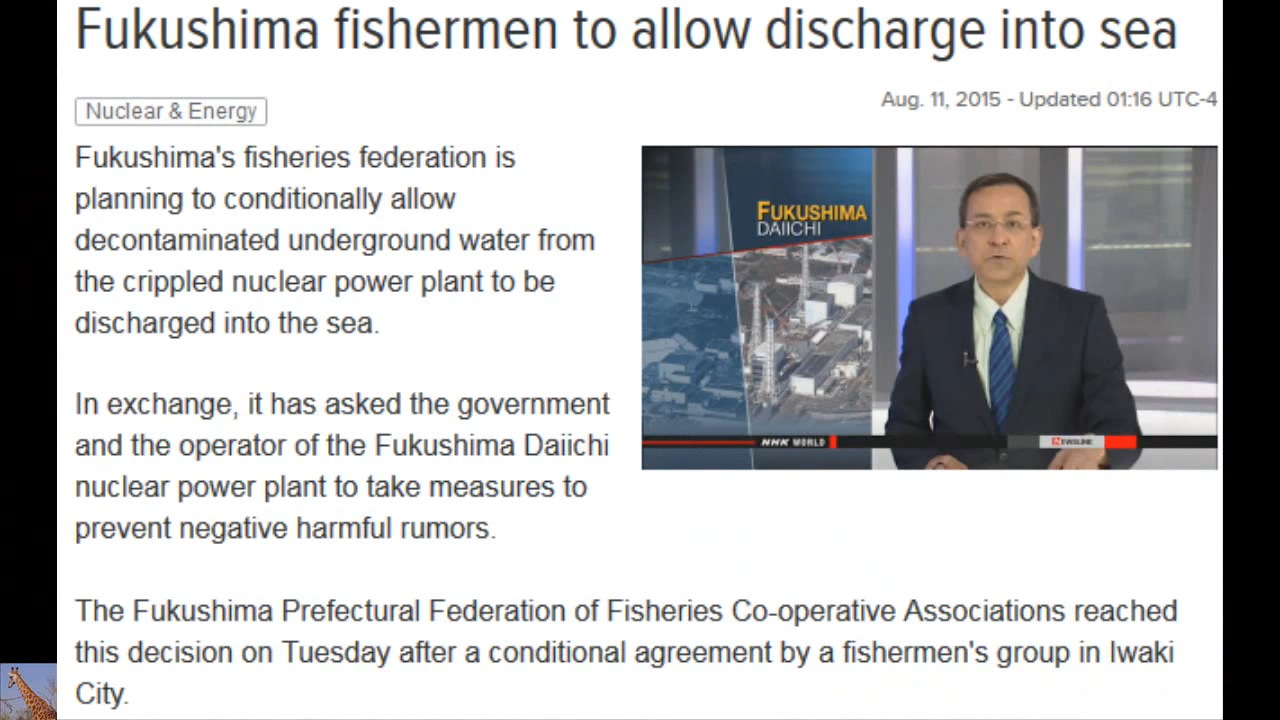 Fukushima fishermen to allow discharge into sea
Nuclear & Energy
Aug. 11, 2015 - Updated 01:16 UTC-4
Fukushima's fisheries federation is
planning to conditionally allow
decontaminated underground water from
the crippled nuclear power plant to be
discharged into the sea.
In exchange, it has asked the government
and the operator of the Fukushima Daiichi
nuclear power plant to take measures to
prevent negative harmful rumors.
FUKUSHIMA
DAIICHI
NHK WORLD
NEWSLINE
The Fukushima Prefectural Federation of Fisheries Co-operative Associations reached
this decision on Tuesday after a conditional agreement by a fishermen's group in Iwaki
City.